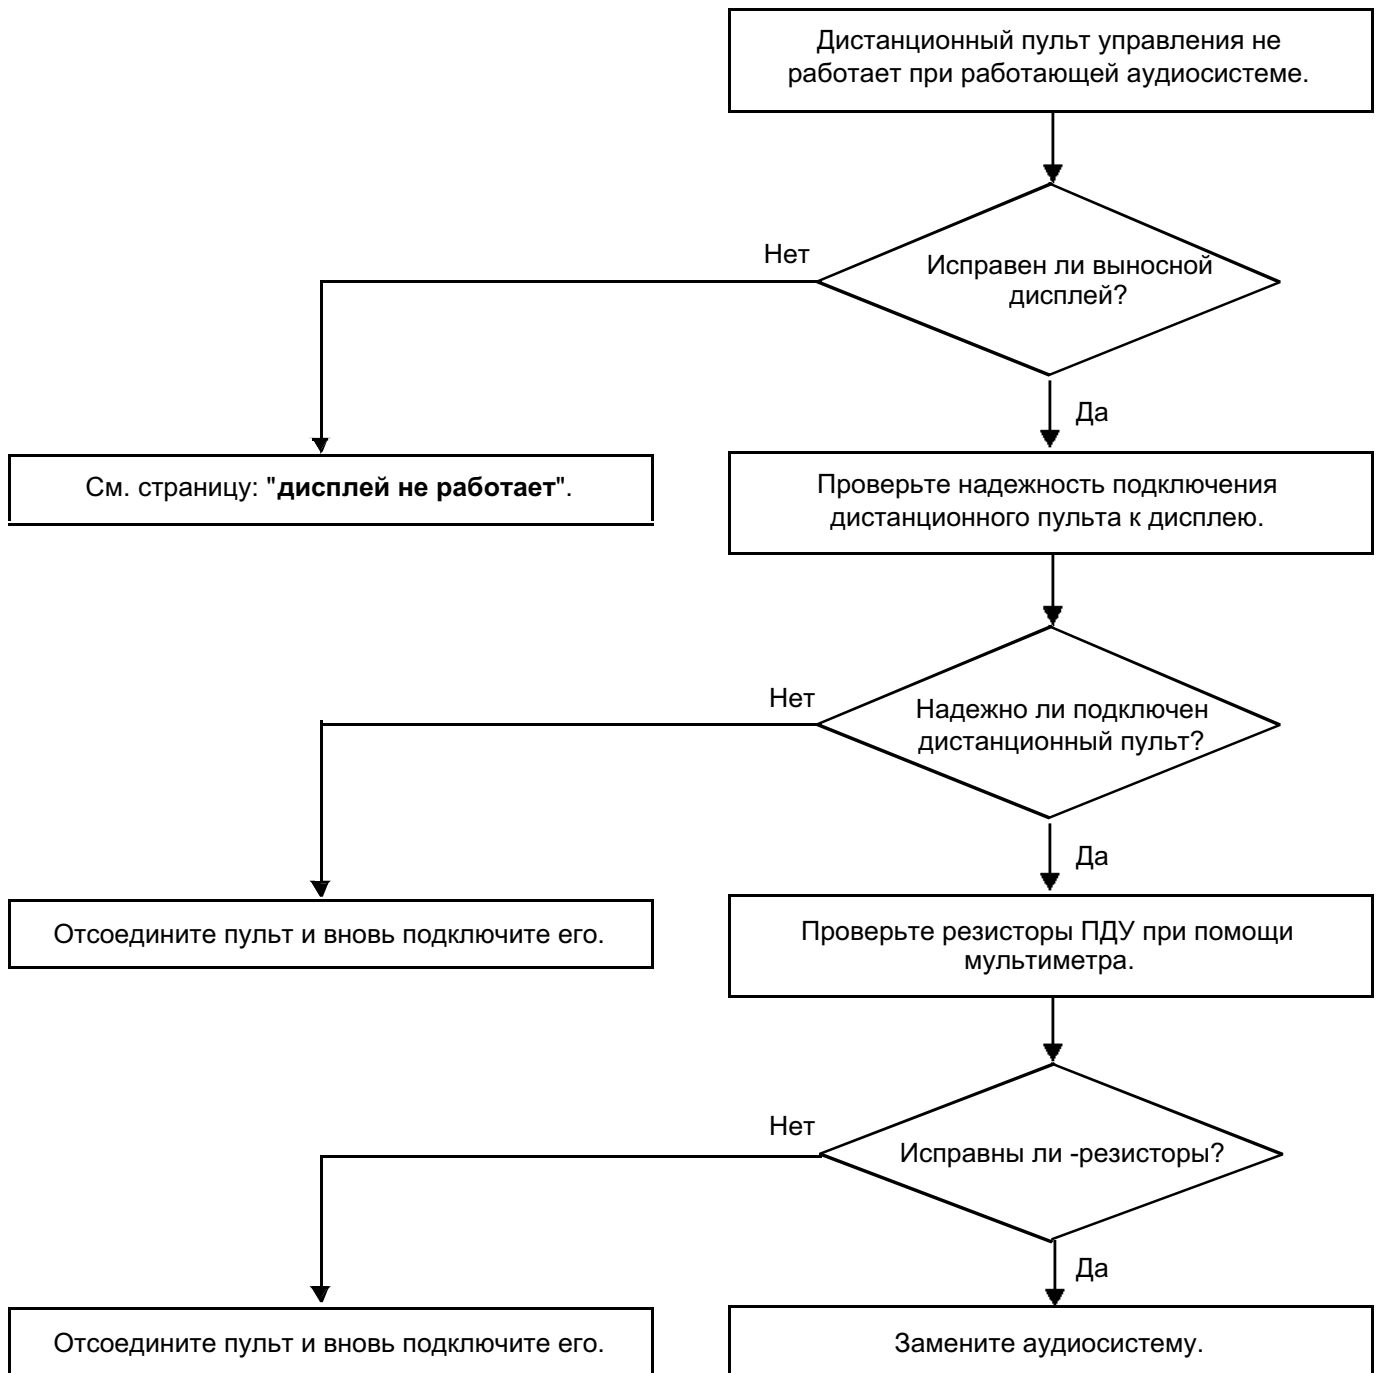 Дистанционный пульт управления не
работает при работающей аудиосистеме.
Нет
Исправен ли выносной
дисплей?
Да
См. страницу: "дисплей не работает".
Проверьте надежность подключения
дистанционного пульта к дисплею.
Нет
Надежно ли подключен
дистанционный пульт?
Да
Отсоедините пульт и вновь подключите его.
Проверьте резисторы ПДУ при помощи
мультиметра.
Нет
Исправны ли -резисторы?
Да
Отсоедините пульт и вновь подключите его.
Замените аудиосистему.